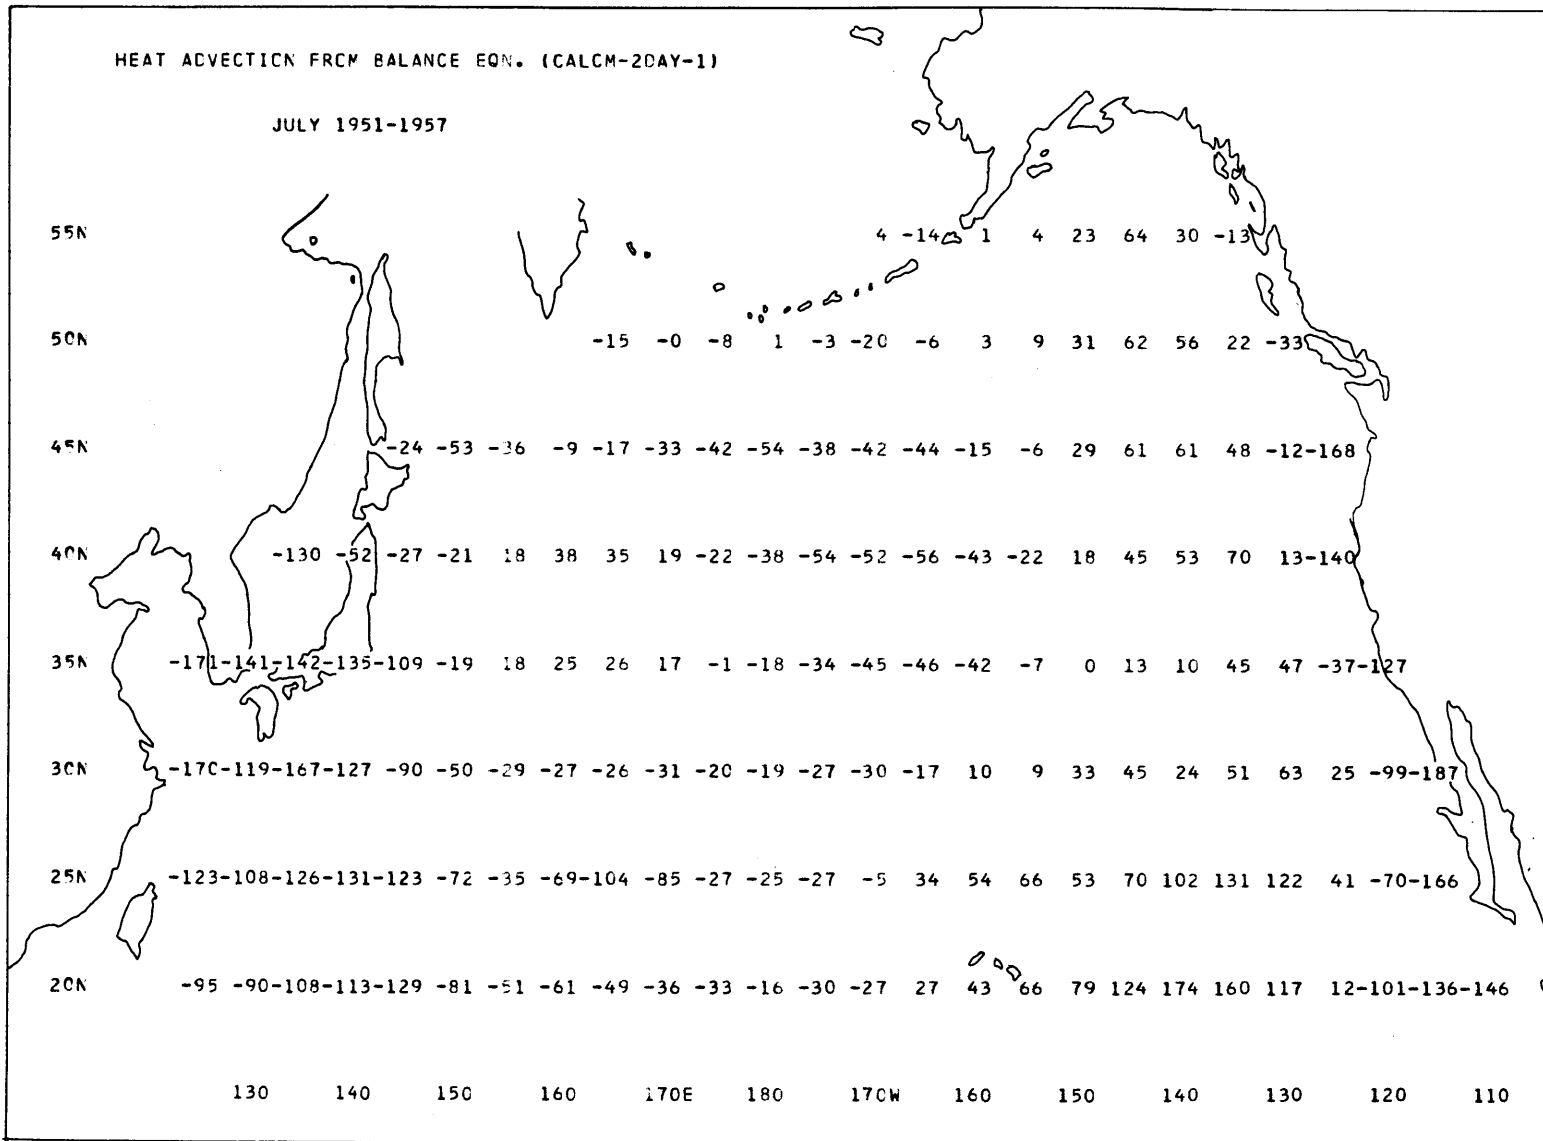 HEAT ADVECTICN FRCM BALANCE EQN. (CALCM-2DAY-1)
JULY 1951-1957
55N 4 -14 1 4 23 64 30 -13
50N -15 -0 -8 1 -3 -20 -6 3 9 31 62 56 22 -33
45N -24 -53 -36 -9 -17 -33 -42 -54 -38 -42 -44 -15 -6 29 61 61 48 -12-168
40N -130 -52 -27 -21 18 38 35 19 -22 -38 -54 -52 -56 -43 -22 18 45 53 70 13-140
35N -171-141-142-135-109 -19 18 25 26 17 -1 -18 -34 -45 -46 -42 -7 0 13 10 45 47 -37-127
30N -170-119-167-127 -90 -50 -29 -27 -26 -31 -20 -19 -27 -30 -17 10 9 33 45 24 51 63 25 -99-187
25N -123-108-126-131-123 -72 -35 -69-104 -85 -27 -25 -27 -5 34 54 66 53 70 102 131 122 41 -70-166
20N -95 -90-108-113-129 -81 -51 -61 -49 -36 -33 -16 -30 -27 27 43 66 79 124 174 160 117 12-101-136-146
130 140 150 160 170E 180 170W 160 150 140 130 120 110